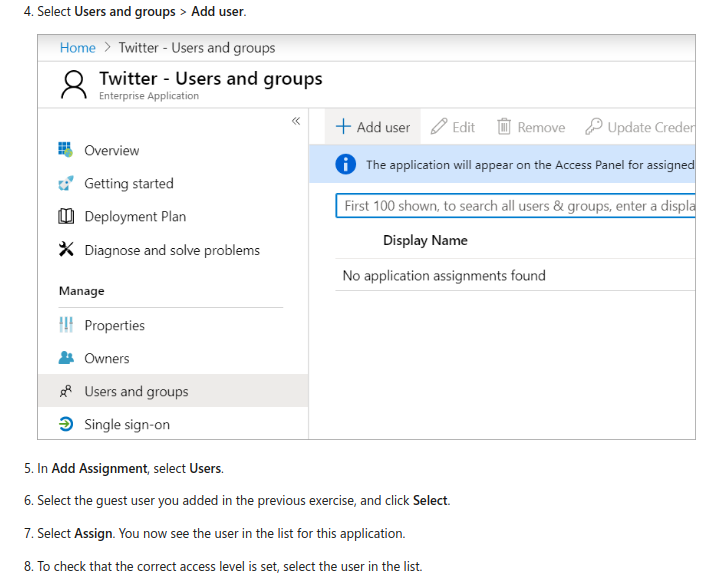 4. Select Users and groups > Add user.
Home > Twitter - Users and groups
Twitter - Users and groups
Enterprise Application
«
Overview
Getting started
Deployment Plan
Diagnose and solve problems
Manage
Properties
Owners
Users and groups
Single sign-on
+ Add user Edit Remove Update Creder
The application will appear on the Access Panel for assigned
First 100 shown, to search all users & groups, enter a displa
Display Name
No application assignments found
5. In Add Assignment, select Users.
6. Select the guest user you added in the previous exercise, and click Select.
7. Select Assign. You now see the user in the list for this application.
8. To check that the correct access level is set, select the user in the list.